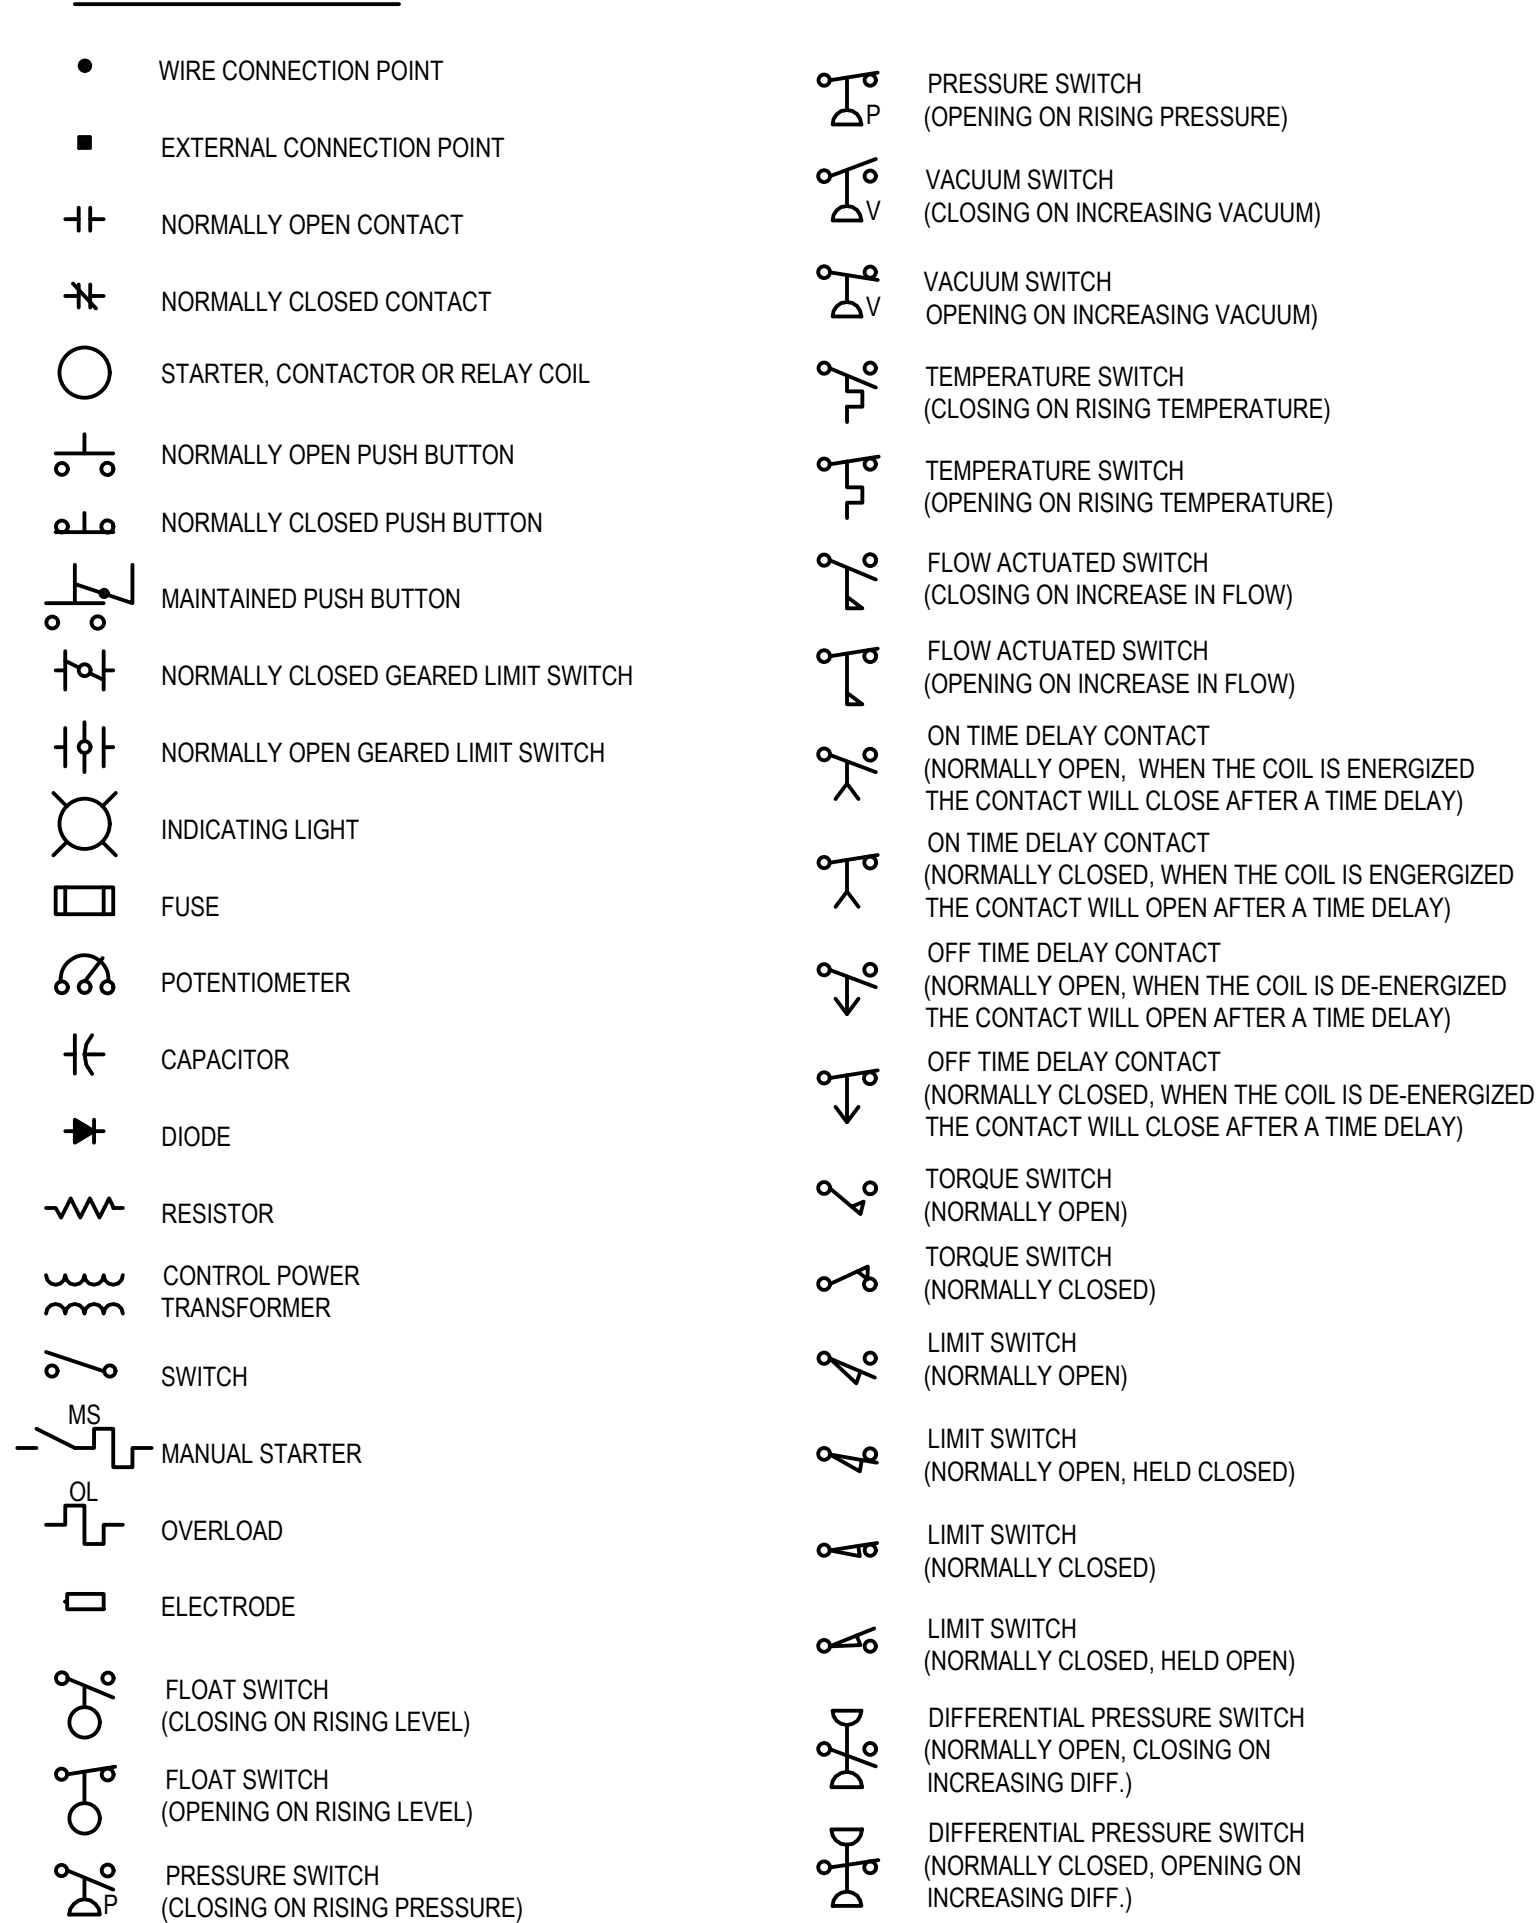 WIRE CONNECTION POINT
EXTERNAL CONNECTION POINT
NORMALLY OPEN CONTACT
NORMALLY CLOSED CONTACT
STARTER, CONTACTOR OR RELAY COIL
NORMALLY OPEN PUSH BUTTON
NORMALLY CLOSED PUSH BUTTON
MAINTAINED PUSH BUTTON
NORMALLY CLOSED GEARED LIMIT SWITCH
NORMALLY OPEN GEARED LIMIT SWITCH
INDICATING LIGHT
FUSE
POTENTIOMETER
CAPACITOR
DIODE
RESISTOR
CONTROL POWER
TRANSFORMER
SWITCH
MS
MANUAL STARTER
OL
OVERLOAD
ELECTRODE
FLOAT SWITCH
(CLOSING ON RISING LEVEL)
FLOAT SWITCH
(OPENING ON RISING LEVEL)
PRESSURE SWITCH
P
(CLOSING ON RISING PRESSURE)
PRESSURE SWITCH
P
(OPENING ON RISING PRESSURE)
VACUUM SWITCH
V
(CLOSING ON INCREASING VACUUM)
VACUUM SWITCH
V
OPENING ON INCREASING VACUUM)
TEMPERATURE SWITCH
(CLOSING ON RISING TEMPERATURE)
TEMPERATURE SWITCH
(OPENING ON RISING TEMPERATURE)
FLOW ACTUATED SWITCH
(CLOSING ON INCREASE IN FLOW)
FLOW ACTUATED SWITCH
(OPENING ON INCREASE IN FLOW)
ON TIME DELAY CONTACT
(NORMALLY OPEN, WHEN THE COIL IS ENERGIZED
THE CONTACT WILL CLOSE AFTER A TIME DELAY)
ON TIME DELAY CONTACT
(NORMALLY CLOSED, WHEN THE COIL IS ENGERGIZED
THE CONTACT WILL OPEN AFTER A TIME DELAY)
OFF TIME DELAY CONTACT
(NORMALLY OPEN, WHEN THE COIL IS DE-ENERGIZED
THE CONTACT WILL OPEN AFTER A TIME DELAY)
OFF TIME DELAY CONTACT
(NORMALLY CLOSED, WHEN THE COIL IS DE-ENERGIZED
THE CONTACT WILL CLOSE AFTER A TIME DELAY)
TORQUE SWITCH
(NORMALLY OPEN)
TORQUE SWITCH
(NORMALLY CLOSED)
LIMIT SWITCH
(NORMALLY OPEN)
LIMIT SWITCH
(NORMALLY OPEN, HELD CLOSED)
LIMIT SWITCH
(NORMALLY CLOSED)
LIMIT SWITCH
(NORMALLY CLOSED, HELD OPEN)
DIFFERENTIAL PRESSURE SWITCH
(NORMALLY OPEN, CLOSING ON
INCREASING DIFF.)
DIFFERENTIAL PRESSURE SWITCH
(NORMALLY CLOSED, OPENING ON
INCREASING DIFF.)